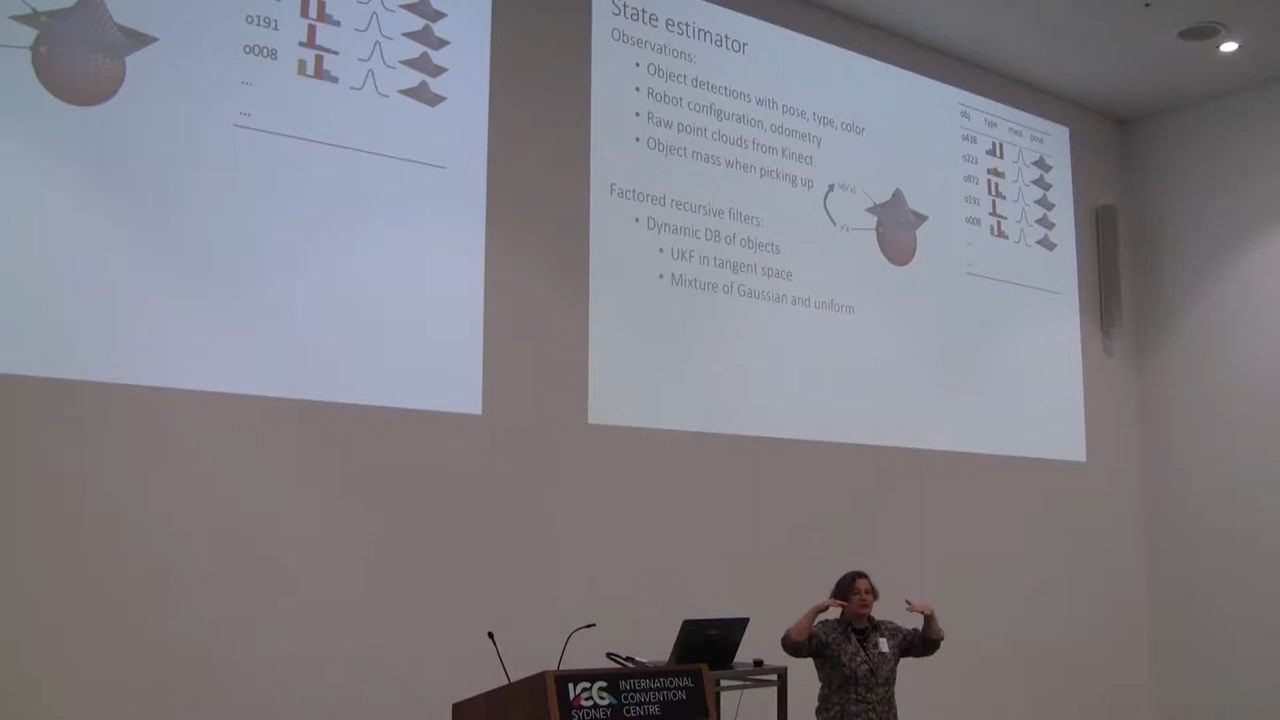 o191
o008
...
...
State estimator
Observations:
• Object detections with pose, type, color
• Robot configuration, odometry
• Raw point clouds from Kinect
• Object mass when picking up
Factored recursive filters:
• Dynamic DB of objects
• UKF in tangent space
• Mixture of Gaussian and uniform
obj type mass pose
o438
o223
o872
o191
o008
...
...
ICC
SYDNEY
INTERNATIONAL
CONVENTION
CENTRE